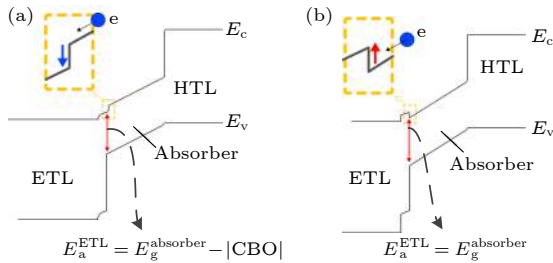 (a)
e
E_c
HTL
E_v
Absorber
ETL
E_a^ETL = E_g^absorber − |CBO|
(b)
e
E_c
HTL
E_v
Absorber
ETL
E_a^ETL = E_g^absorber